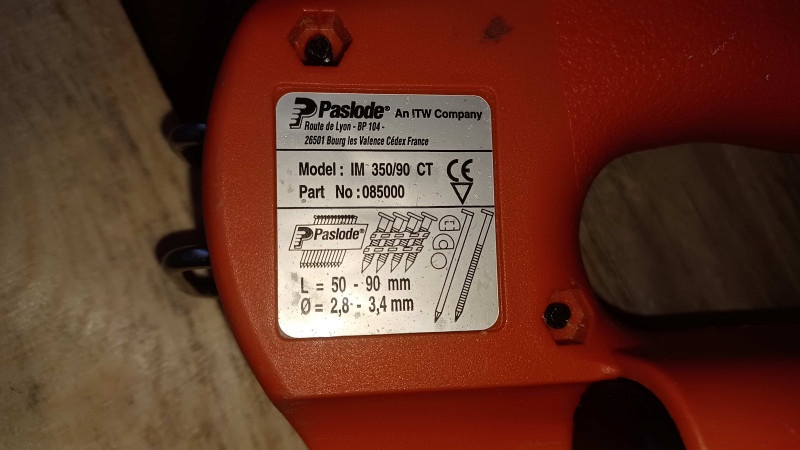 Paslode® An ITW Company
Route de Lyon - BP 104 -
26501 Bourg les Valence Cédex France
Model : IM 350/90 CT CE
Part No : 085000
Paslode®
L = 50 - 90 mm
Ø = 2,8 - 3,4 mm